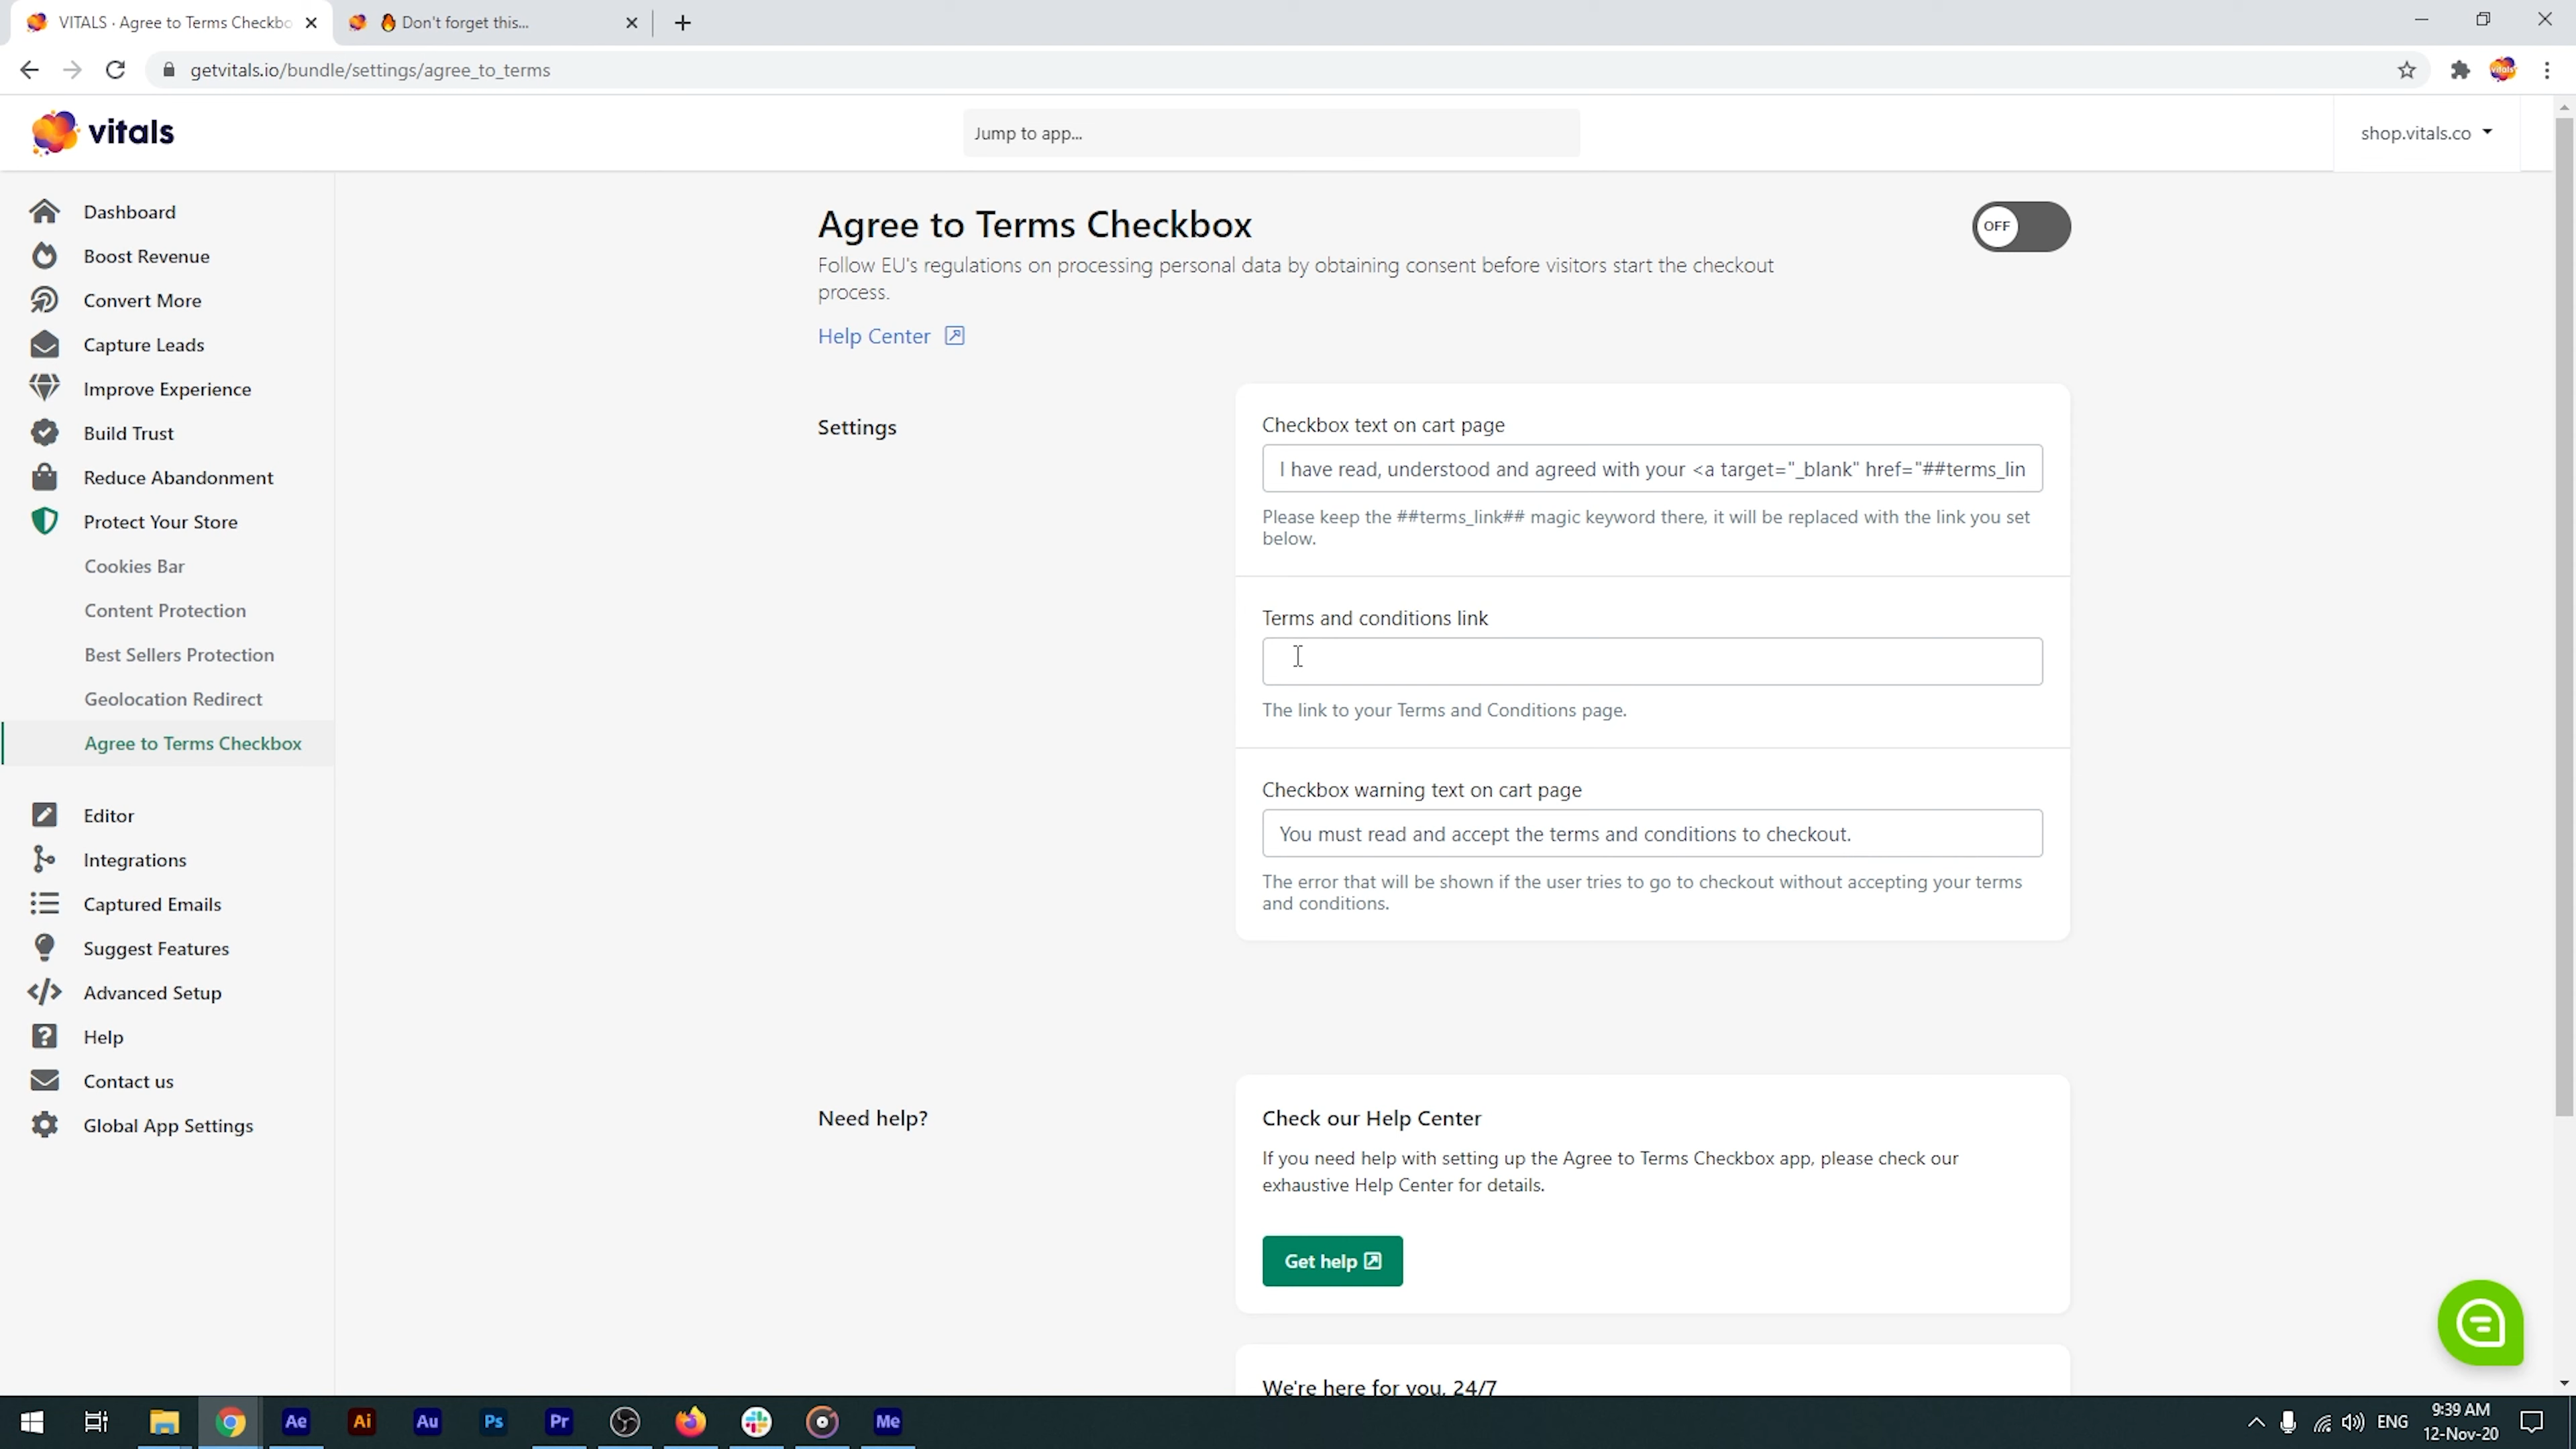 VITALS · Agree to Terms Checkbo
Don't forget this...
getvitals.io/bundle/settings/agree_to_terms
vitals
Jump to app...
shop.vitals.co
Dashboard
Boost Revenue
Convert More
Capture Leads
Improve Experience
Build Trust
Reduce Abandonment
Protect Your Store
Cookies Bar
Content Protection
Best Sellers Protection
Geolocation Redirect
Agree to Terms Checkbox
Editor
Integrations
Captured Emails
Suggest Features
Advanced Setup
Help
Contact us
Global App Settings
Agree to Terms Checkbox
OFF
Follow EU's regulations on processing personal data by obtaining consent before visitors start the checkout
process.
Help Center
Settings
Checkbox text on cart page
I have read, understood and agreed with your <a target="_blank" href="##terms_lin
Please keep the ##terms_link## magic keyword there, it will be replaced with the link you set
below.
Terms and conditions link
The link to your Terms and Conditions page.
Checkbox warning text on cart page
You must read and accept the terms and conditions to checkout.
The error that will be shown if the user tries to go to checkout without accepting your terms
and conditions.
Need help?
Check our Help Center
If you need help with setting up the Agree to Terms Checkbox app, please check our
exhaustive Help Center for details.
Get help
We're here for you, 24/7
Ae
Ai
Au
Ps
Pr
Me
ENG
9:39 AM
12-Nov-20